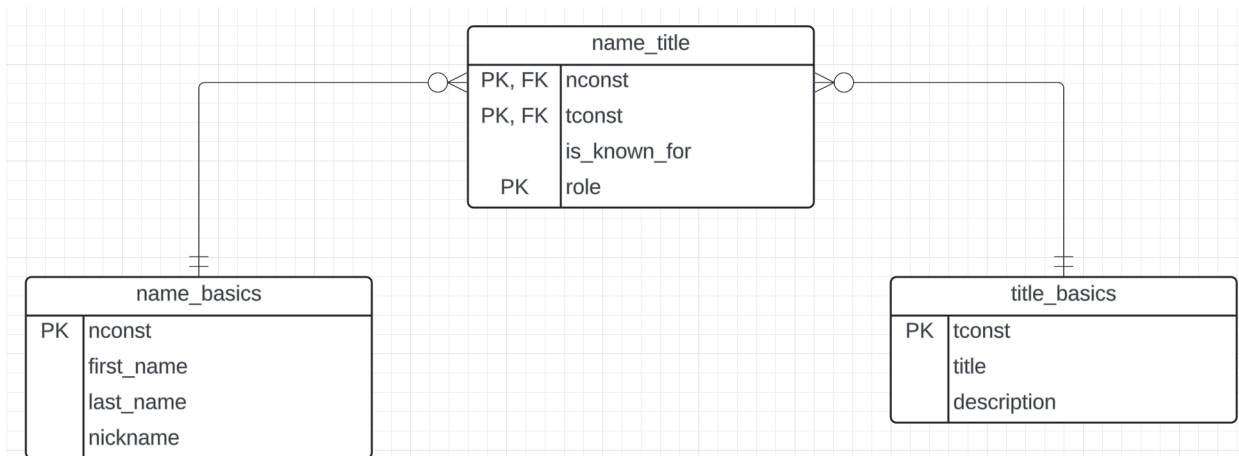 name_title
PK, FK nconst
PK, FK tconst
is_known_for
PK role
name_basics
PK nconst
first_name
last_name
nickname
title_basics
PK tconst
title
description